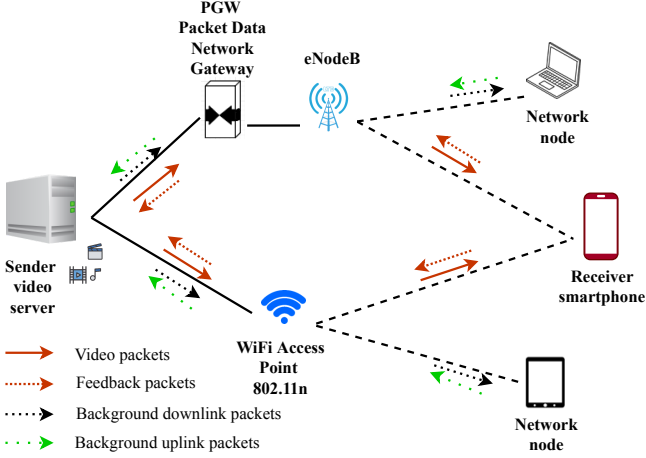 PGW
Packet Data
Network
Gateway
eNodeB
Network
node
Sender
video
server
Receiver
smartphone
WiFi Access
Point
802.11n
Video packets
Feedback packets
Background downlink packets
Background uplink packets
Network
node